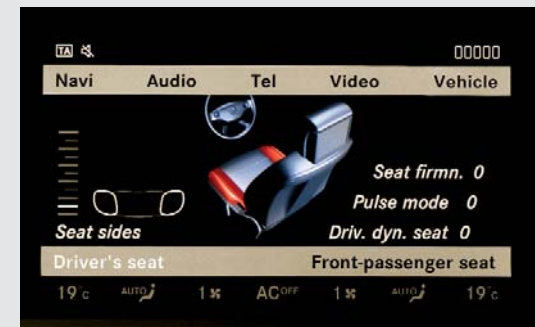 TA 00000
Navi Audio Tel Video Vehicle
Seat firmn. 0
Pulse mode 0
Seat sides Driv. dyn. seat 0
Driver's seat Front-passenger seat
19°c AUTO 1 AC OFF 1 AUTO 19°c